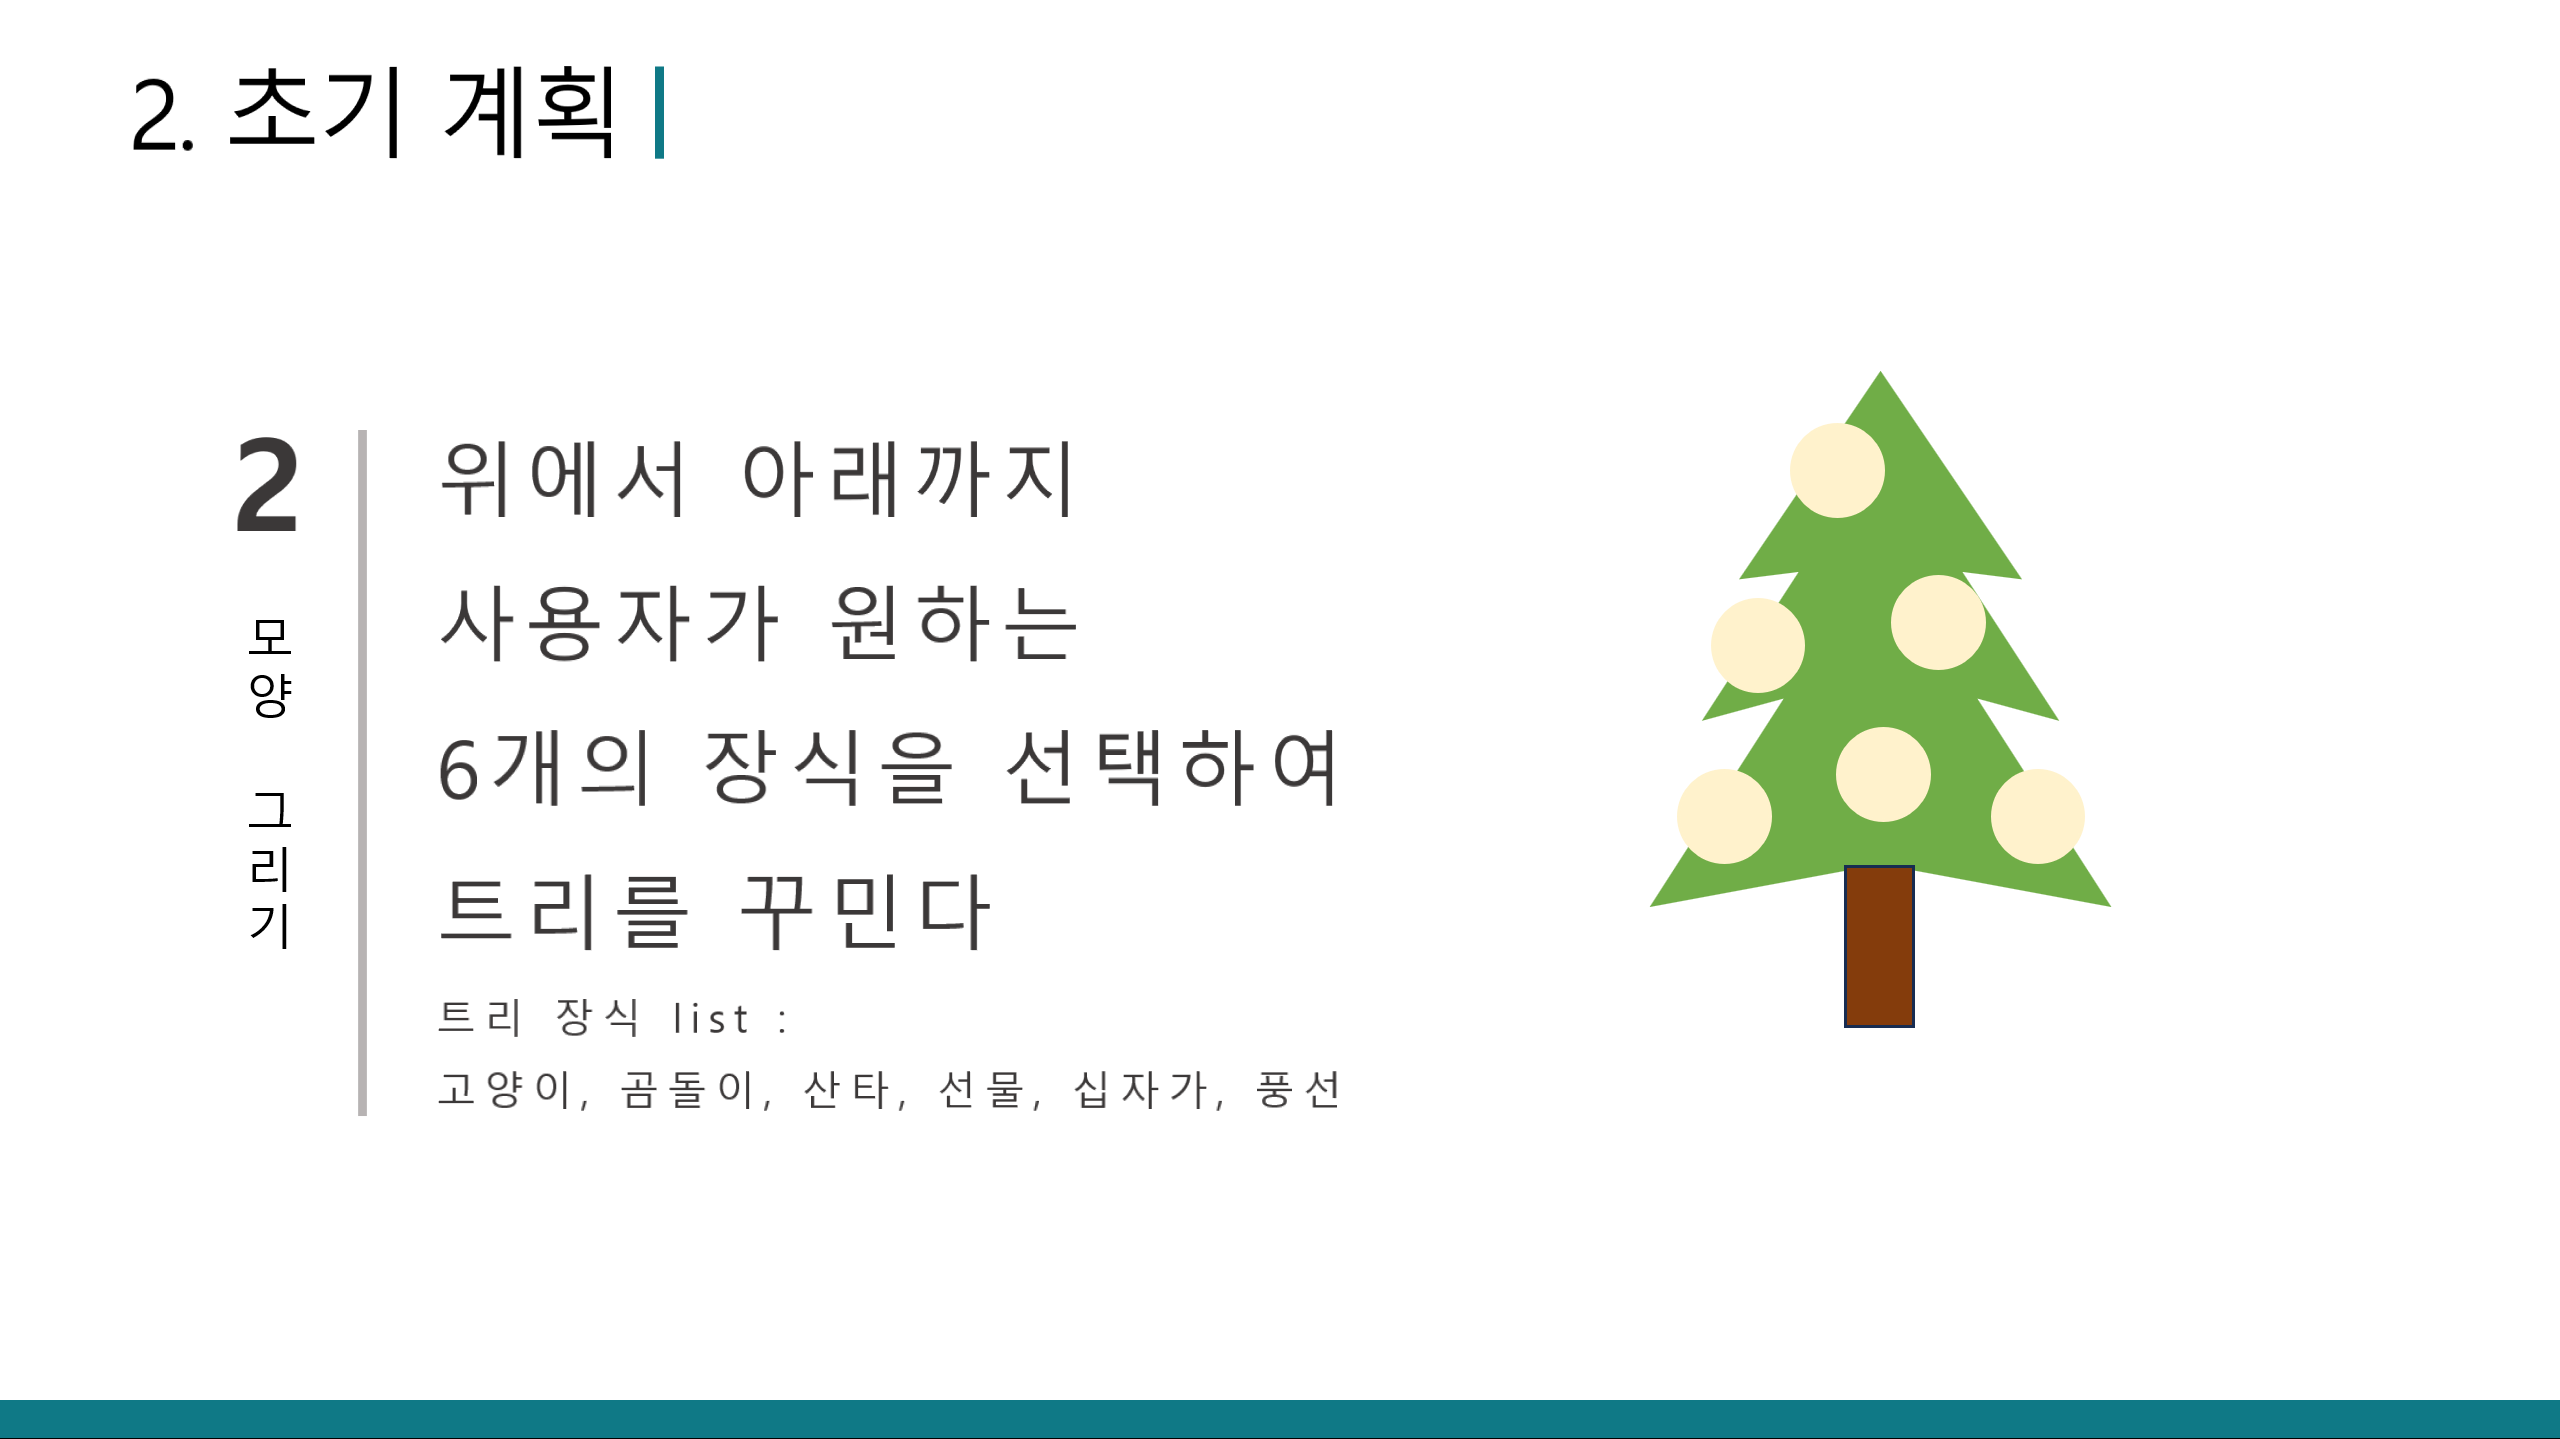 2. 초기 계획
2
모양 그리기
위에서 아래까지
사용자가 원하는
6개의 장식을 선택하여
트리를 꾸민다
트리 장식 list :
고양이, 곰돌이, 산타, 선물, 십자가, 풍선